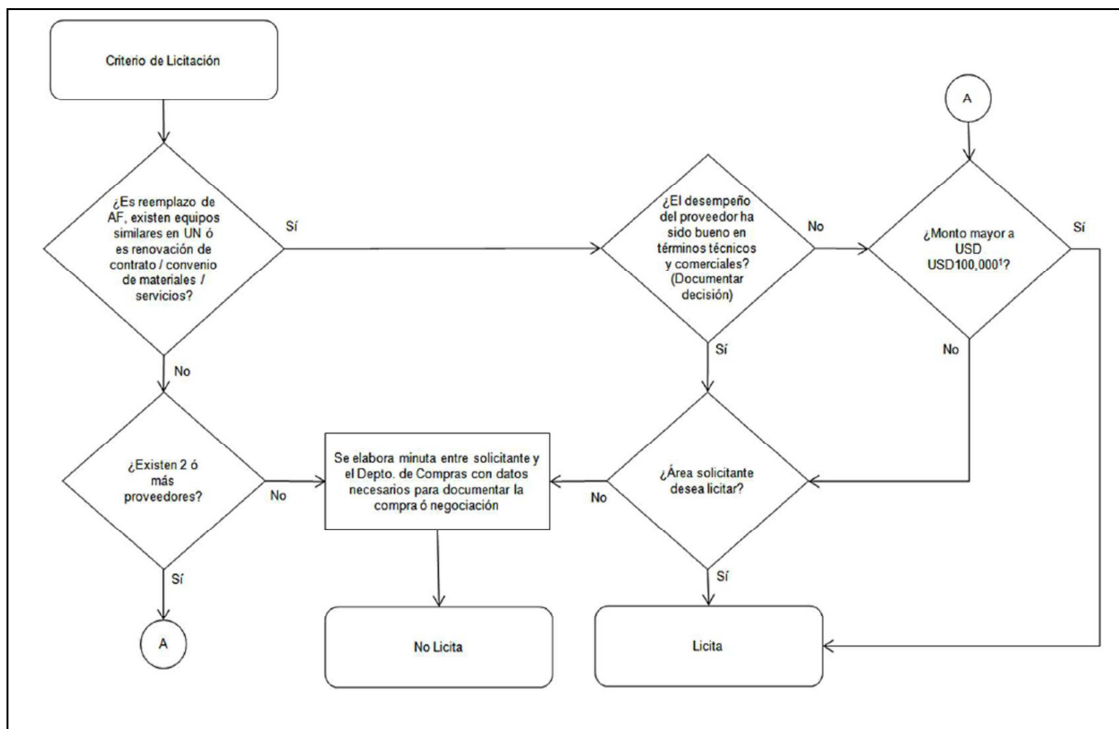 Criterio de Licitación
A
¿Es reemplazo de
AF, existen equipos
similares en UN ó
es renovación de
contrato / convenio
de materiales /
servicios?
Sí
¿El desempeño
del proveedor ha
sido bueno en
términos técnicos
y comerciales?
(Documentar
decisión)
No
¿Monto mayor a
USD
USD100,000¹?
Sí
No
Sí
No
¿Existen 2 ó
más
proveedores?
No
Se elabora minuta entre solicitante y
el Depto. de Compras con datos
necesarios para documentar la
compra ó negociación
No
¿Área solicitante
desea licitar?
Sí
Sí
A
No Licita
Licita